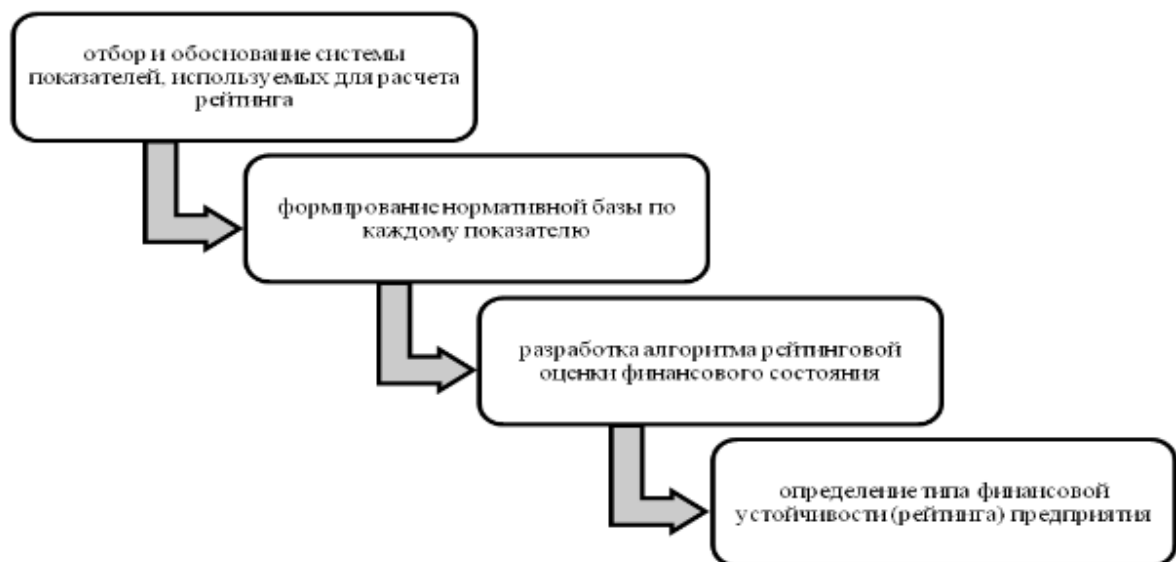 отбор и обоснование системы
показателей, используемых для расчета
рейтинга
формирование нормативной базы по
каждому показателю
разработка алгоритма рейтинговой
оценки финансового состояния
определение типа финансовой
устойчивости (рейтинга) предприятия